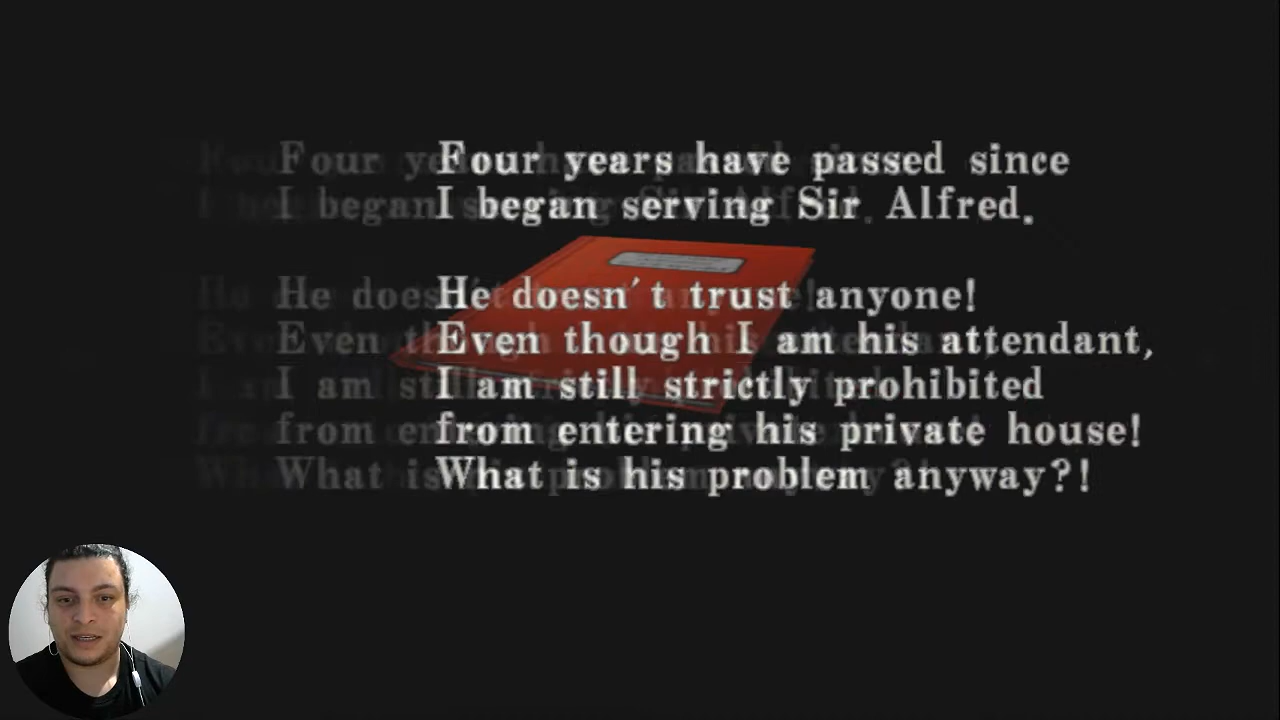 Four years have passed since
I began serving Sir. Alfred.
He doesn't trust anyone!
Even though I am his attendant,
I am still strictly prohibited
from entering his private house!
What is his problem anyway?!